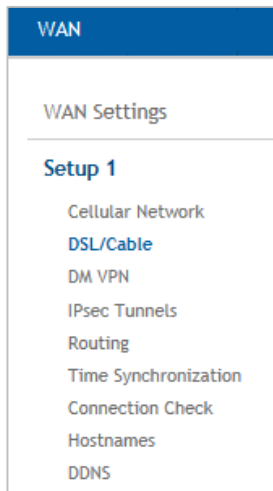 WAN
WAN Settings
Setup 1
Cellular Network
DSL/Cable
DM VPN
IPsec Tunnels
Routing
Time Synchronization
Connection Check
Hostnames
DDNS